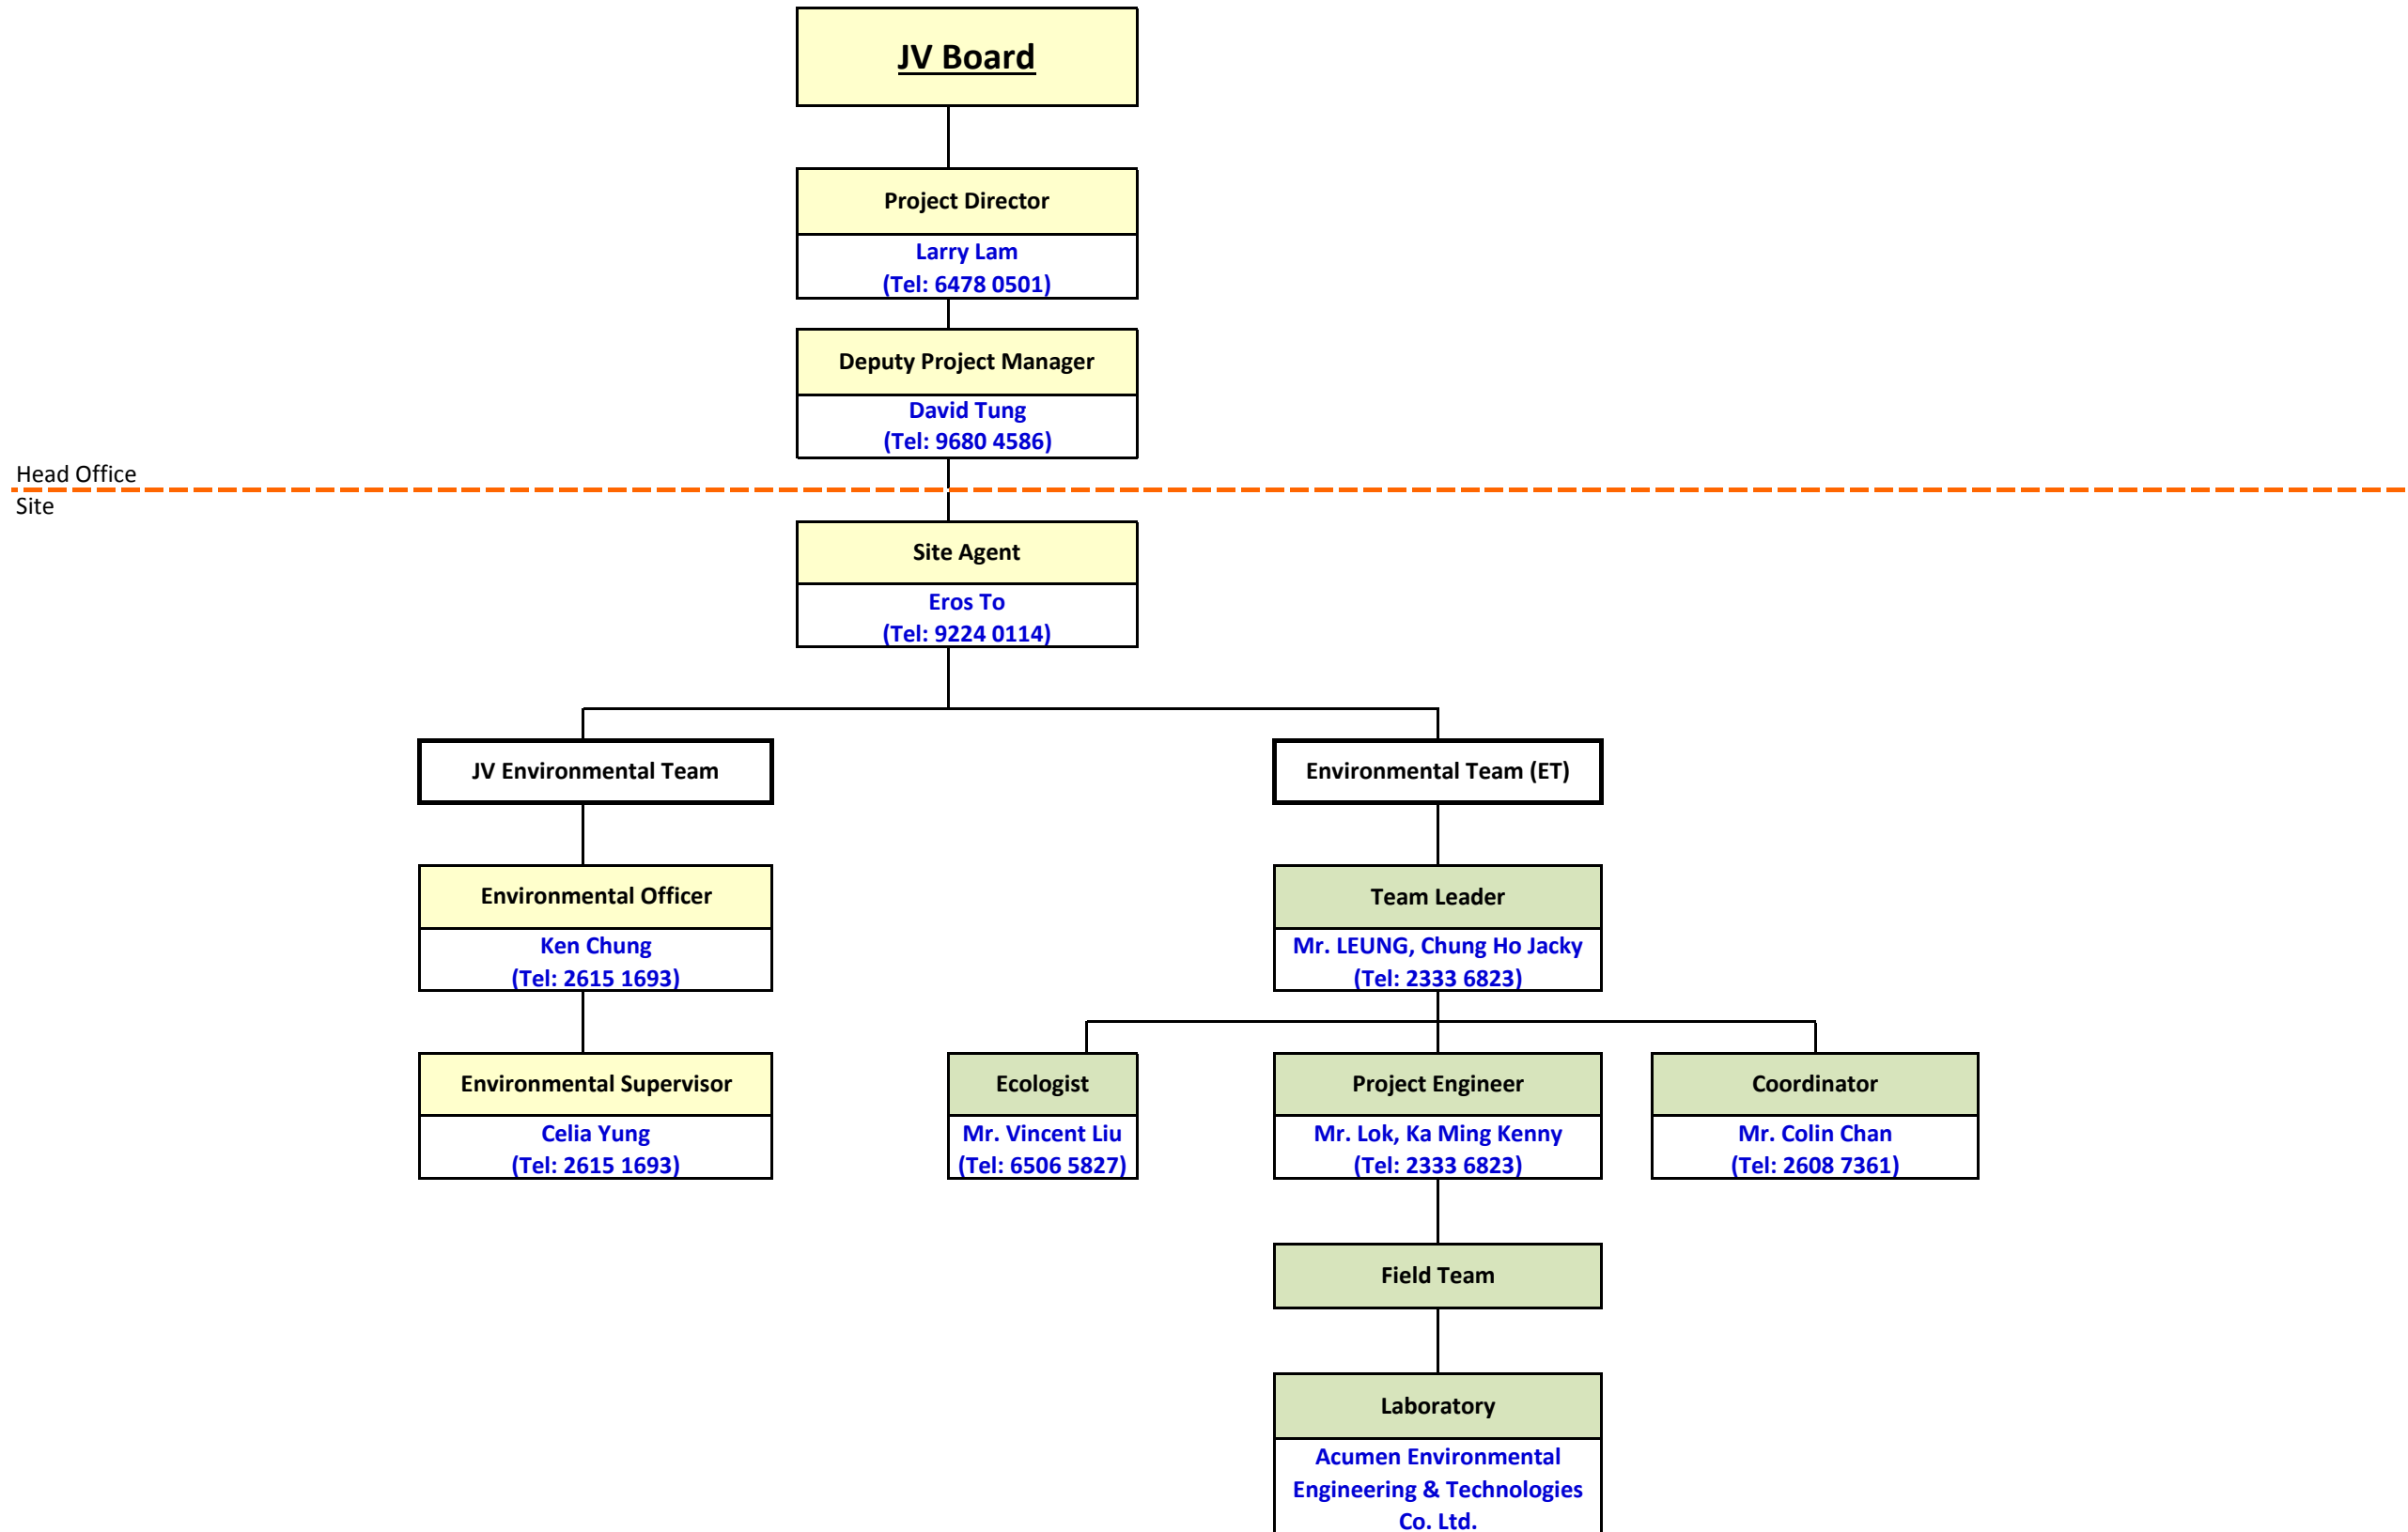 JV Board
Project Director
Larry Lam
(Tel: 6478 0501)
Deputy Project Manager
David Tung
(Tel: 9680 4586)
Head Office
Site
Site Agent
Eros To
(Tel: 9224 0114)
JV Environmental Team
Environmental Team (ET)
Environmental Officer
Ken Chung
(Tel: 2615 1693)
Team Leader
Mr. LEUNG, Chung Ho Jacky
(Tel: 2333 6823)
Environmental Supervisor
Celia Yung
(Tel: 2615 1693)
Ecologist
Mr. Vincent Liu
(Tel: 6506 5827)
Project Engineer
Mr. Lok, Ka Ming Kenny
(Tel: 2333 6823)
Coordinator
Mr. Colin Chan
(Tel: 2608 7361)
Field Team
Laboratory
Acumen Environmental
Engineering & Technologies
Co. Ltd.